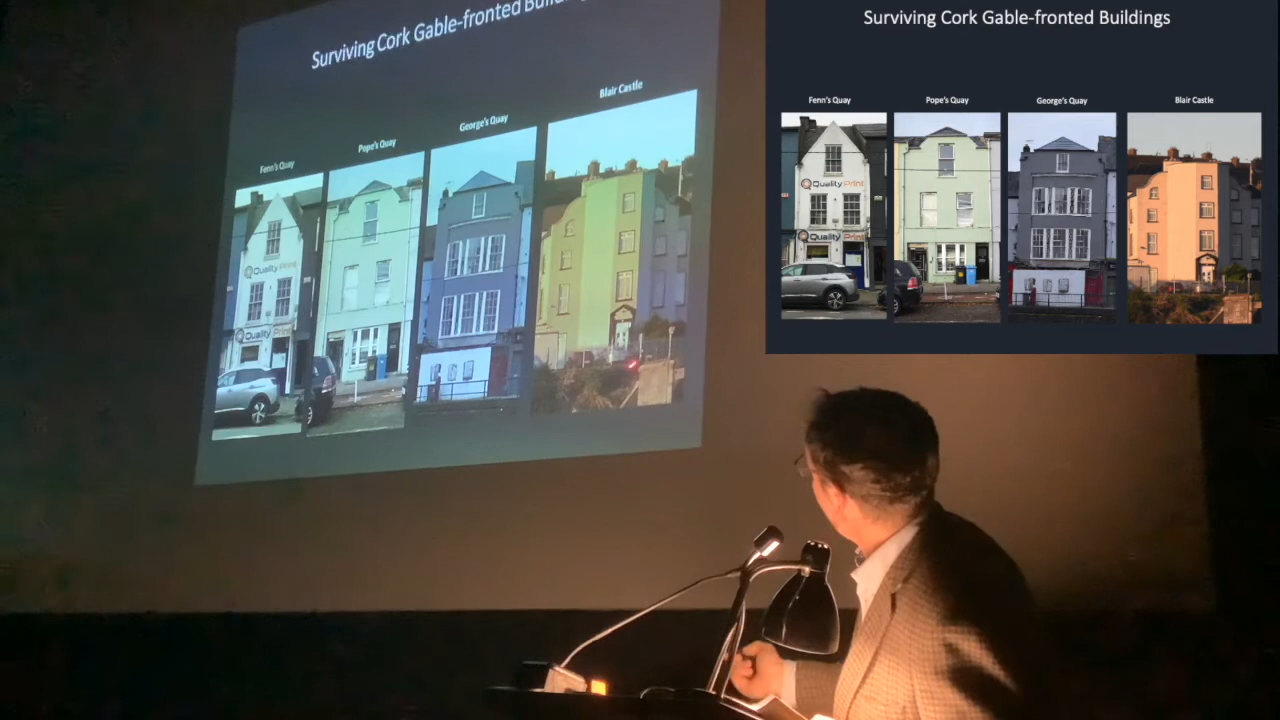 Surviving Cork Gable-fronted Buildin
Fenn's Quay
Pope's Quay
George's Quay
Blair Castle
Quality Print
Quality Print
Surviving Cork Gable-fronted Buildings
Fenn's Quay
Pope's Quay
George's Quay
Blair Castle
Quality Print
Quality Print